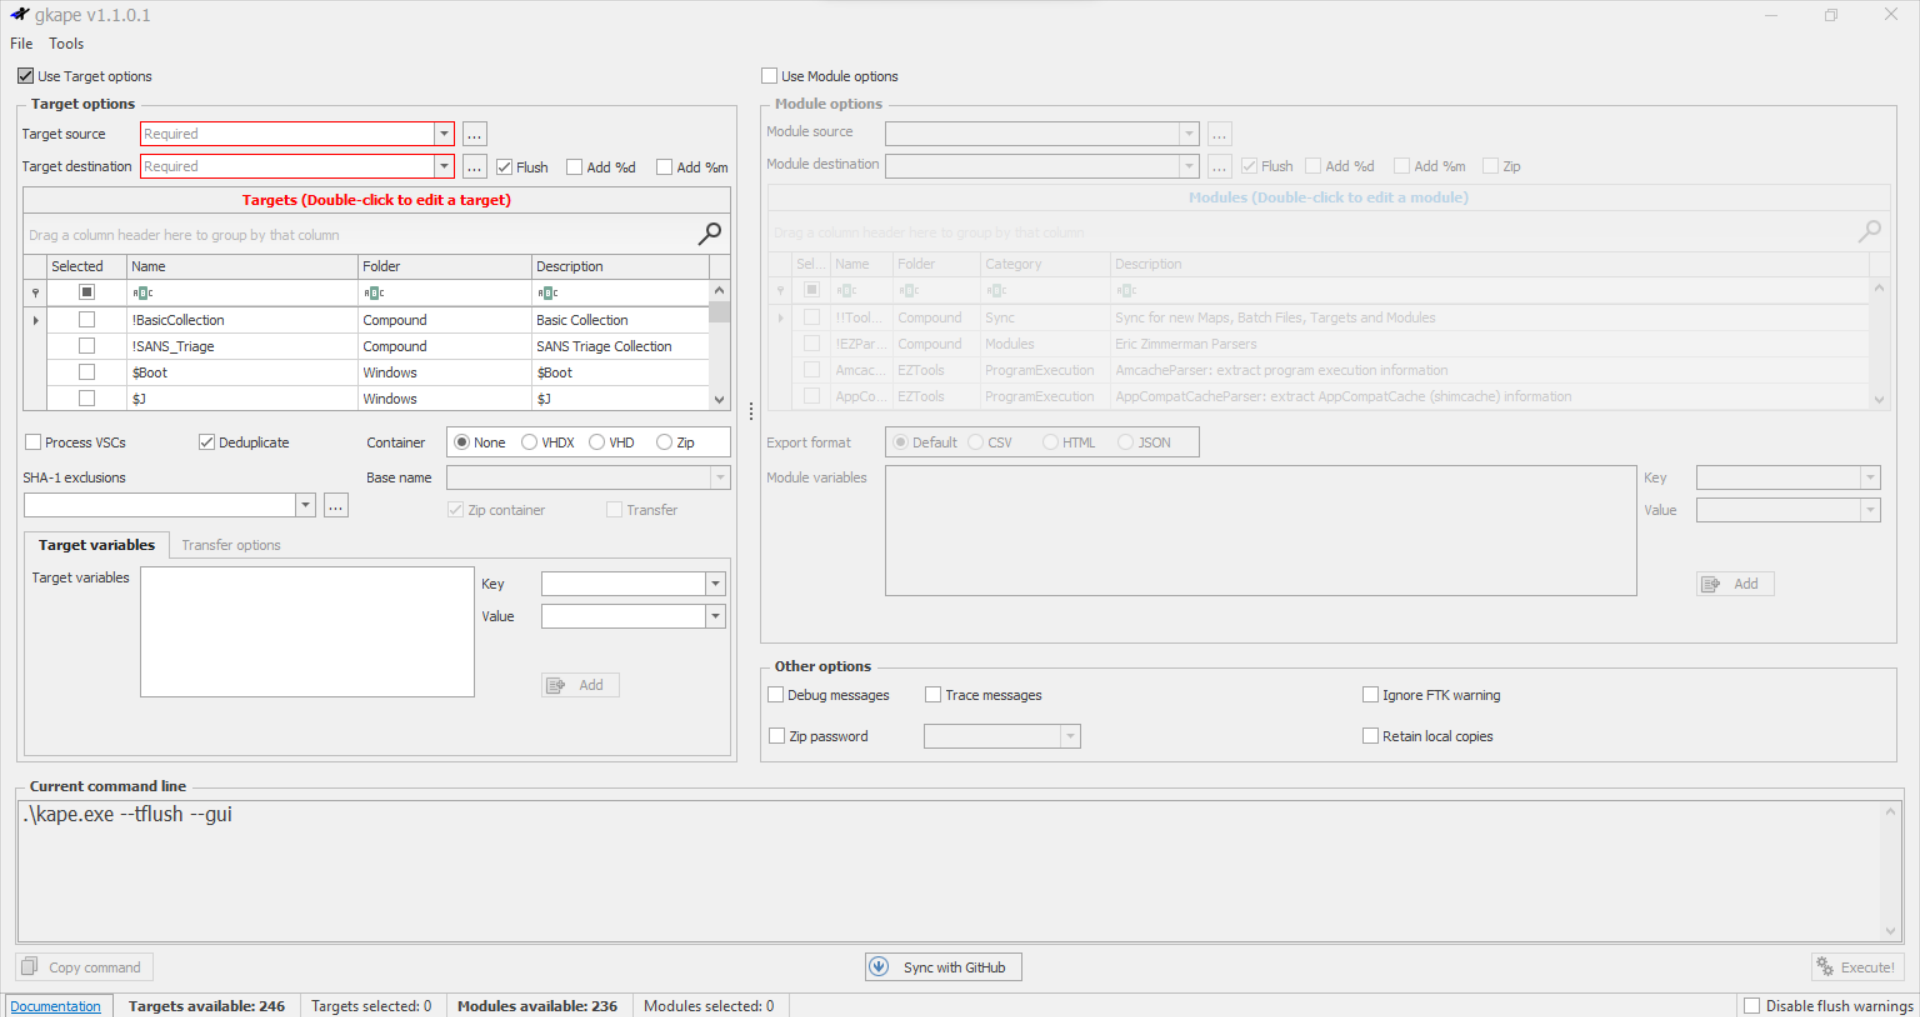 gkape v1.1.0.1
File Tools
Use Target options
Target options
Target source Required ...
Target destination Required ... Flush Add %d Add %m
Targets (Double-click to edit a target)
Drag a column header here to group by that column
Selected Name Folder Description
ABC ABC ABC
!BasicCollection Compound Basic Collection
!SANS_Triage Compound SANS Triage Collection
$Boot Windows $Boot
$J Windows $J
Process VSCs Deduplicate Container None VHDX VHD Zip
SHA-1 exclusions Base name
... Zip container Transfer
Target variables Transfer options
Target variables Key
Value
Add
Use Module options
Module options
Module source ...
Module destination ... Flush Add %d Add %m Zip
Modules (Double-click to edit a module)
Drag a column header here to group by that column
Sel... Name Folder Category Description
ABC ABC ABC ABC
!!Tool... Compound Sync Sync for new Maps, Batch Files, Targets and Modules
!EZPar... Compound Modules Eric Zimmerman Parsers
Amcac... EZTools ProgramExecution AmcacheParser: extract program execution information
AppCo... EZTools ProgramExecution AppCompatCacheParser: extract AppCompatCache (shimcache) information
Export format Default CSV HTML JSON
Module variables Key
Value
Add
Other options
Debug messages Trace messages Ignore FTK warning
Zip password Retain local copies
Current command line
.\kape.exe --tflush --gui
Copy command Sync with GitHub Execute!
Documentation Targets available: 246 Targets selected: 0 Modules available: 236 Modules selected: 0 Disable flush warnings